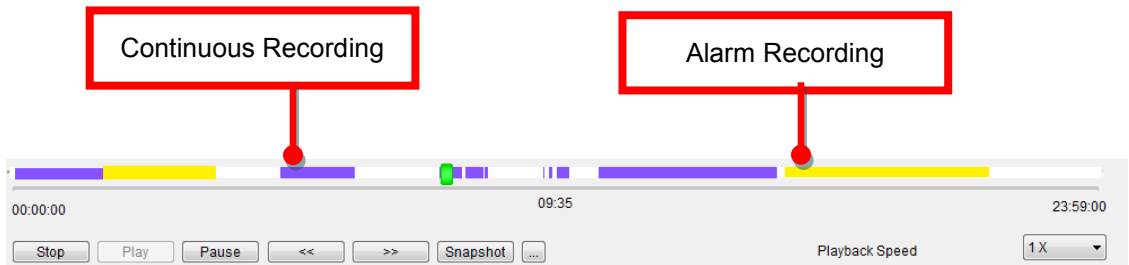 Continuous Recording
Alarm Recording
00:00:00
09:35
23:59:00
Stop
Play
Pause
<<
>>
Snapshot
...
Playback Speed
1 X